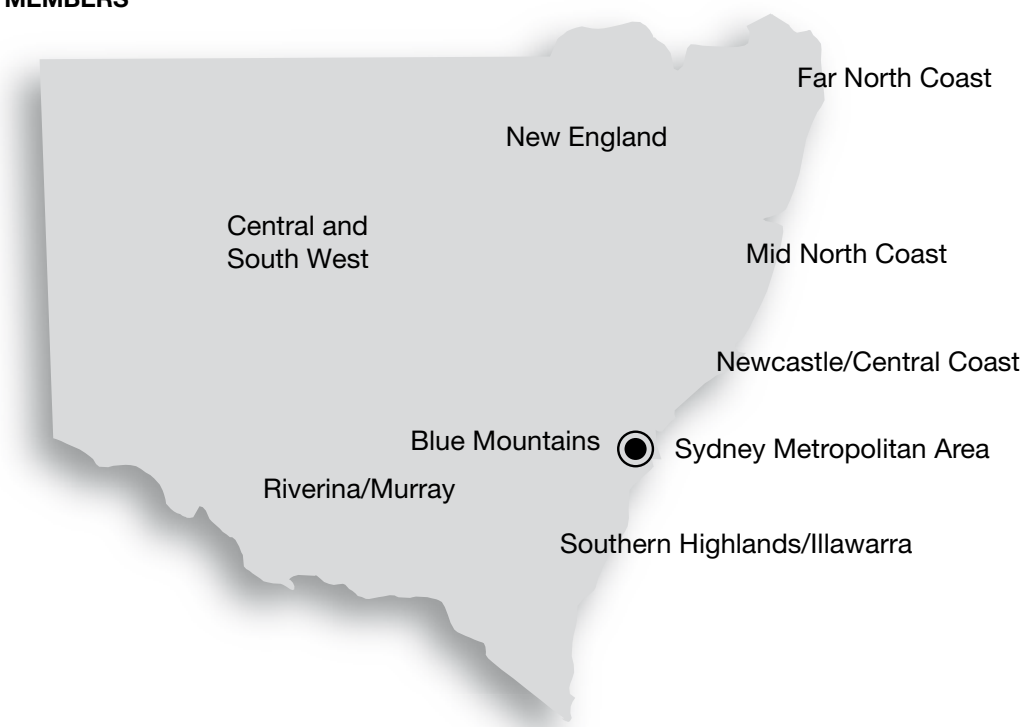 MEMBERS
Far North Coast
New England
Central and
South West
Mid North Coast
Newcastle/Central Coast
Blue Mountains
Sydney Metropolitan Area
Riverina/Murray
Southern Highlands/Illawarra